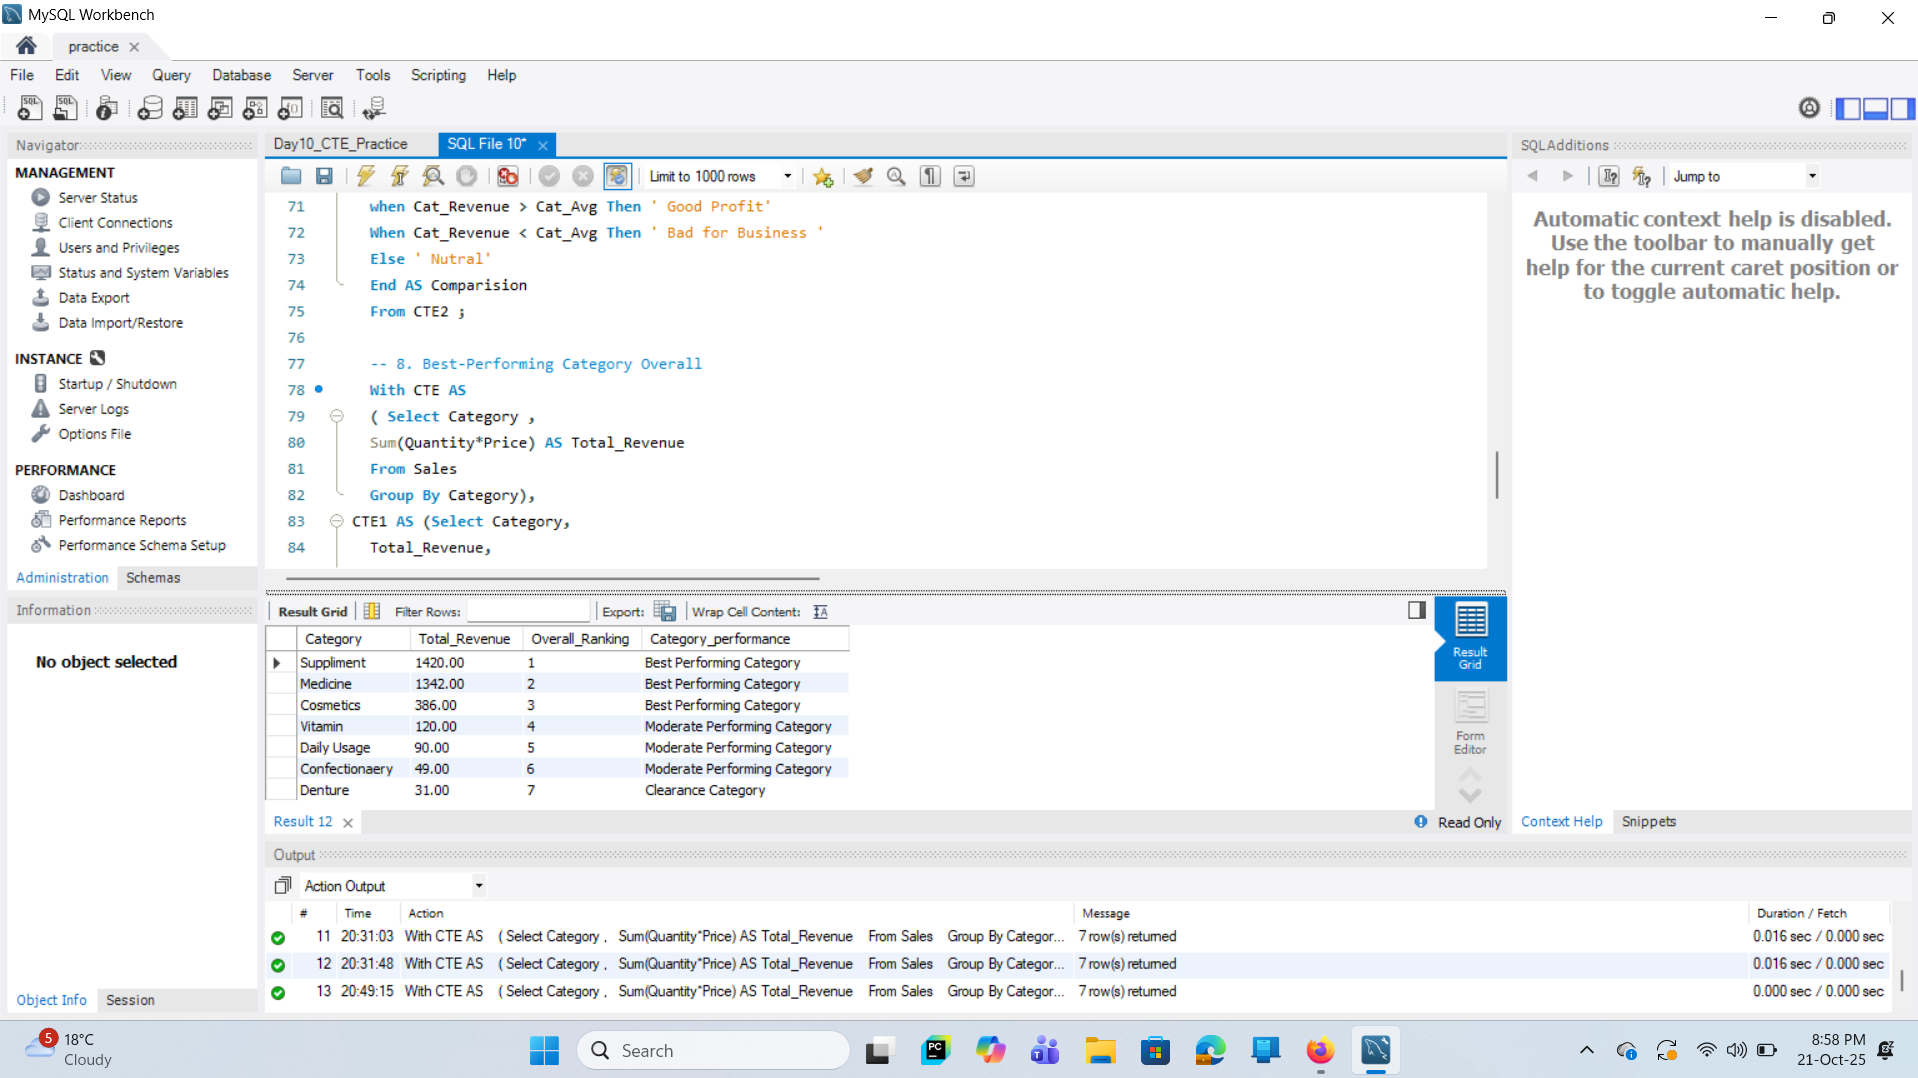 MySQL Workbench
practice
File Edit View Query Database Server Tools Scripting Help
Navigator
MANAGEMENT
Server Status
Client Connections
Users and Privileges
Status and System Variables
Data Export
Data Import/Restore
INSTANCE
Startup / Shutdown
Server Logs
Options File
PERFORMANCE
Dashboard
Performance Reports
Performance Schema Setup
Administration Schemas
Information
No object selected
Object Info Session
Day10_CTE_Practice SQL File 10*
Limit to 1000 rows
71 when Cat_Revenue > Cat_Avg Then ' Good Profit'
72 When Cat_Revenue < Cat_Avg Then ' Bad for Business '
73 Else ' Nutral'
74 End AS Comparision
75 From CTE2 ;
76
77 -- 8. Best-Performing Category Overall
78 With CTE AS
79 ( Select Category ,
80 Sum(Quantity*Price) AS Total_Revenue
81 From Sales
82 Group By Category),
83 CTE1 AS (Select Category,
84 Total_Revenue,
Result Grid Filter Rows: Export: Wrap Cell Content:
Category Total_Revenue Overall_Ranking Category_performance
Suppliment 1420.00 1 Best Performing Category
Medicine 1342.00 2 Best Performing Category
Cosmetics 386.00 3 Best Performing Category
Vitamin 120.00 4 Moderate Performing Category
Daily Usage 90.00 5 Moderate Performing Category
Confectionaery 49.00 6 Moderate Performing Category
Denture 31.00 7 Clearance Category
Result Grid
Form Editor
Result 12
Read Only
SQLAdditions
Jump to
Automatic context help is disabled.
Use the toolbar to manually get
help for the current caret position or
to toggle automatic help.
Context Help Snippets
Output
Action Output
# Time Action Message Duration / Fetch
11 20:31:03 With CTE AS ( Select Category , Sum(Quantity*Price) AS Total_Revenue From Sales Group By Categor... 7 row(s) returned 0.016 sec / 0.000 sec
12 20:31:48 With CTE AS ( Select Category , Sum(Quantity*Price) AS Total_Revenue From Sales Group By Categor... 7 row(s) returned 0.016 sec / 0.000 sec
13 20:49:15 With CTE AS ( Select Category , Sum(Quantity*Price) AS Total_Revenue From Sales Group By Categor... 7 row(s) returned 0.000 sec / 0.000 sec
5
18°C
Cloudy
Search
8:58 PM
21-Oct-25